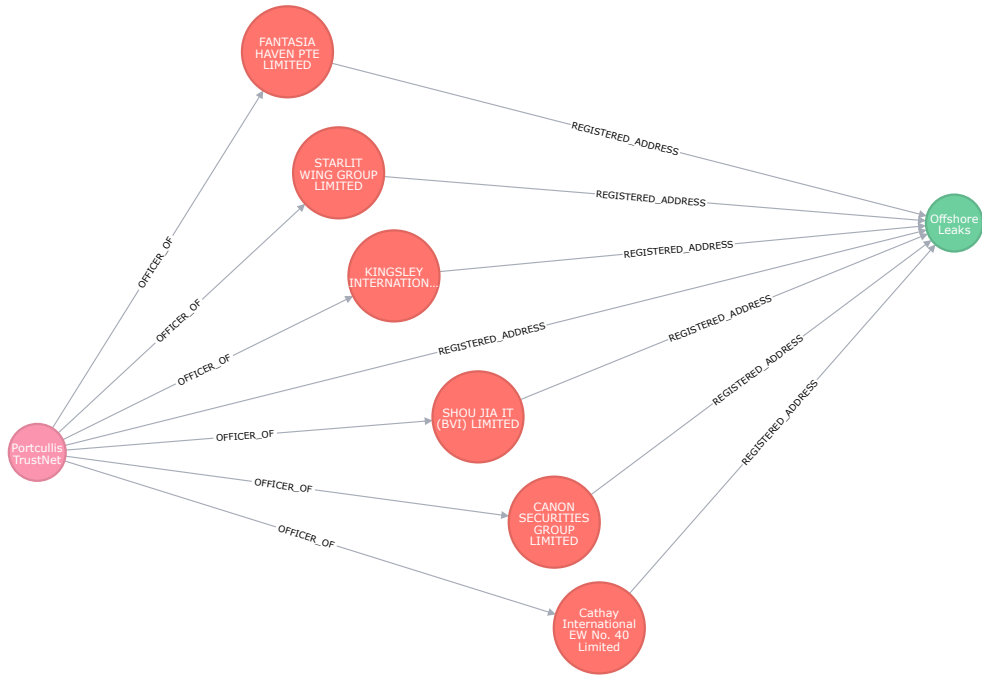 FANTASIA
HAVEN PTE
LIMITED
REGISTERED_ADDRESS
STARLIT
WING GROUP
LIMITED
REGISTERED_ADDRESS
Offshore
Leaks
OFFICER_OF
KINGSLEY
INTERNATION...
REGISTERED_ADDRESS
OFFICER_OF
REGISTERED_ADDRESS
REGISTERED_ADDRESS
OFFICER_OF
REGISTERED_ADDRESS
SHOU JIA IT
(BVI) LIMITED
OFFICER_OF
REGISTERED_ADDRESS
Portcullis
TrustNet
OFFICER_OF
CANON
SECURITIES
GROUP
LIMITED
OFFICER_OF
Cathay
International
EW No. 40
Limited